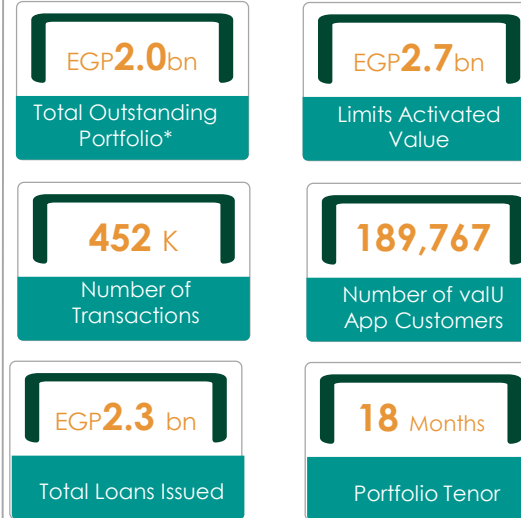 EGP2.0bn
Total Outstanding
Portfolio*
EGP2.7bn
Limits Activated
Value
452 K
Number of
Transactions
189,767
Number of valU
App Customers
EGP2.3 bn
Total Loans Issued
18 Months
Portfolio Tenor